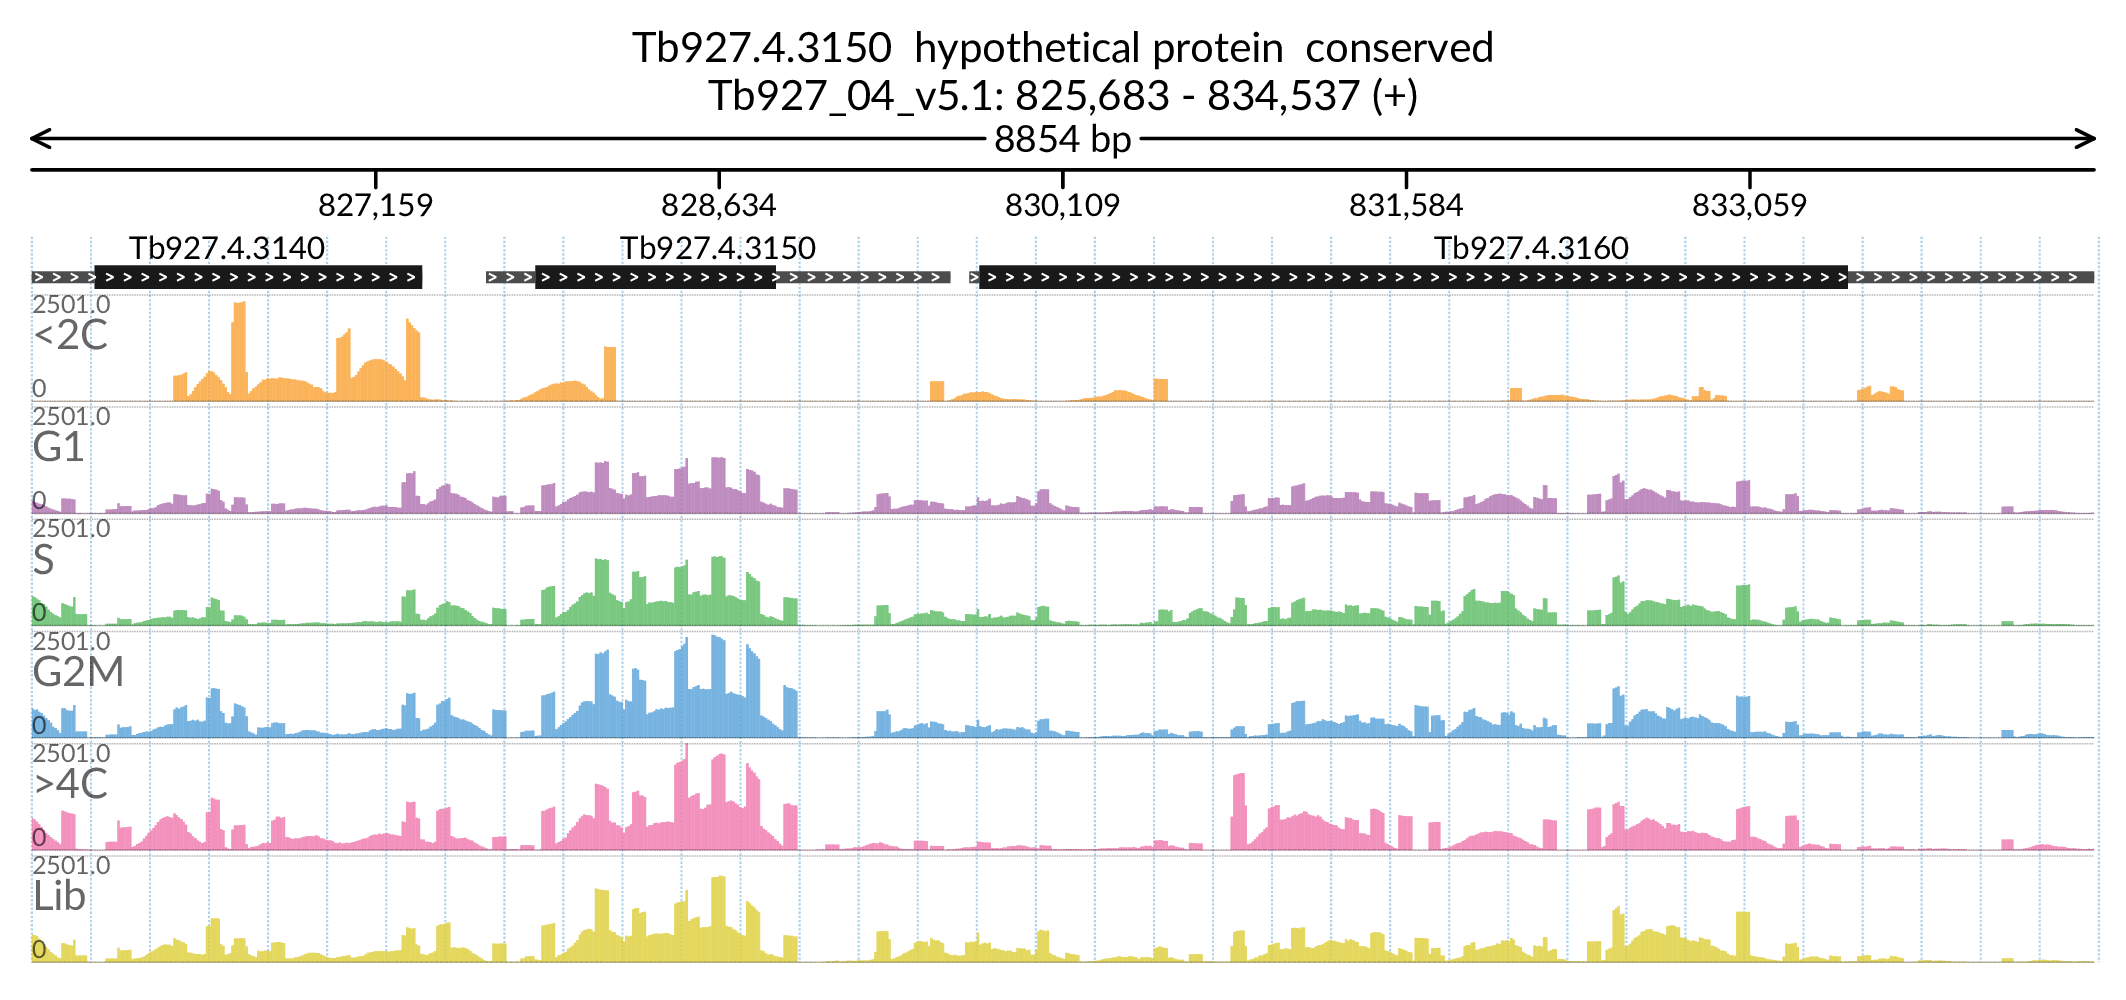 Tb927.4.3150 hypothetical protein conserved
Tb927_04_v5.1: 825,683 - 834,537 (+)
8854 bp
827,159 828,634 830,109 831,584 833,059
Tb927.4.3140 Tb927.4.3150 Tb927.4.3160
2501.0
<2C
0
2501.0
G1
0
2501.0
S
0
2501.0
G2M
0
2501.0
>4C
0
2501.0
Lib
0